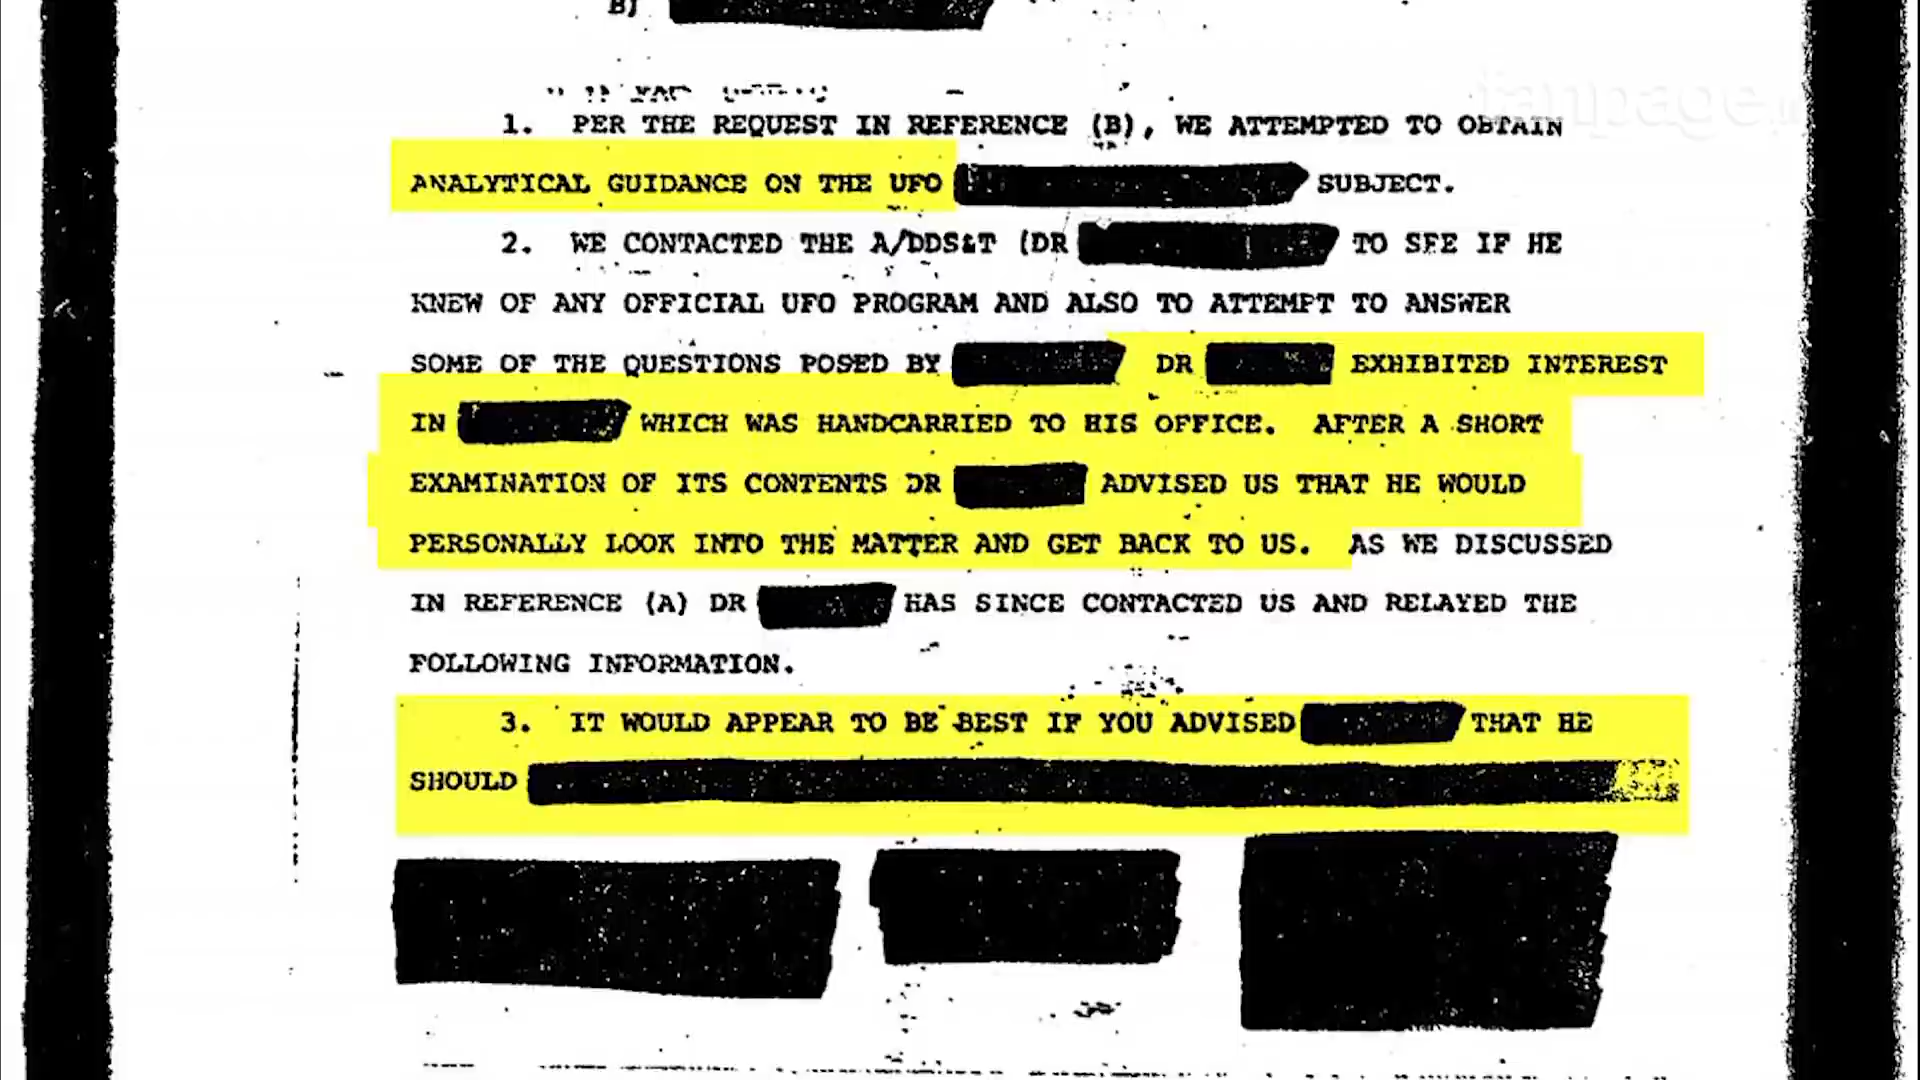 B)
fanpage.it
1. PER THE REQUEST IN REFERENCE (B), WE ATTEMPTED TO OBTAIN
ANALYTICAL GUIDANCE ON THE UFO SUBJECT.
2. WE CONTACTED THE A/DDS&T (DR TO SEE IF HE
KNEW OF ANY OFFICIAL UFO PROGRAM AND ALSO TO ATTEMPT TO ANSWER
SOME OF THE QUESTIONS POSED BY DR EXHIBITED INTEREST
IN WHICH WAS HANDCARRIED TO HIS OFFICE. AFTER A SHORT
EXAMINATION OF ITS CONTENTS DR ADVISED US THAT HE WOULD
PERSONALLY LOOK INTO THE MATTER AND GET BACK TO US. AS WE DISCUSSED
IN REFERENCE (A) DR HAS SINCE CONTACTED US AND RELAYED THE
FOLLOWING INFORMATION.
3. IT WOULD APPEAR TO BE BEST IF YOU ADVISED THAT HE
SHOULD